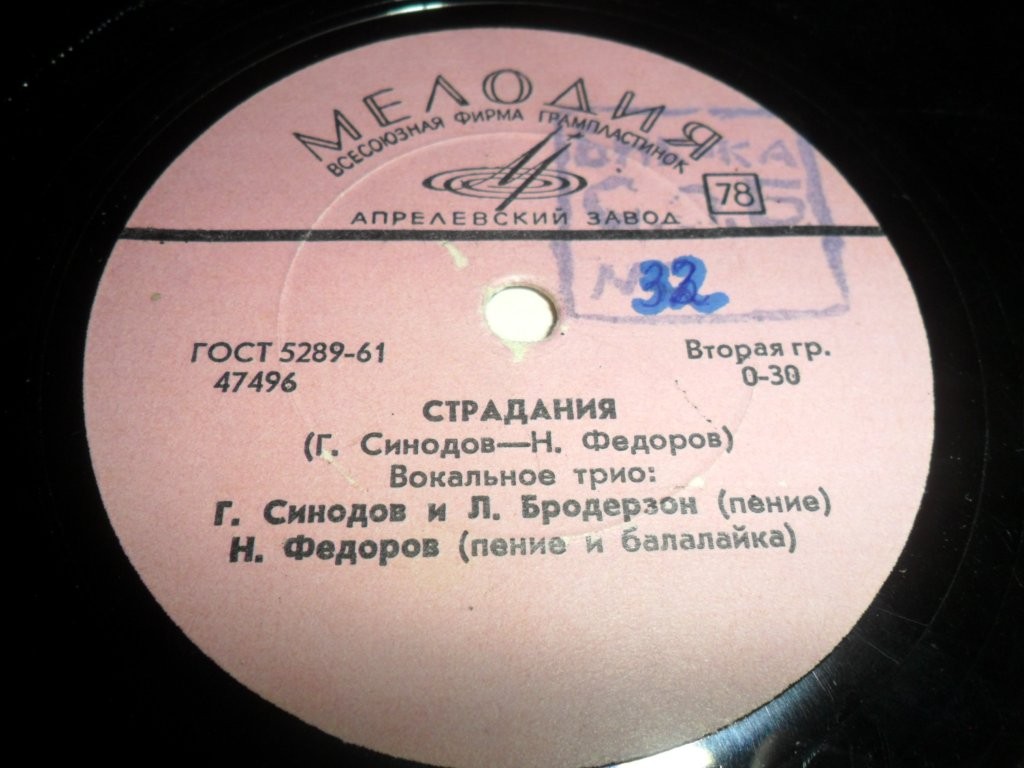 МЕЛОДИЯ
ВСЕСОЮЗНАЯ ФИРМА ГРАМПЛАСТИНОК
АПРЕЛЕВСКИЙ ЗАВОД
78
32
ГОСТ 5289-61
47496
Вторая гр.
0-30
СТРАДАНИЯ
(Г. Синодов—Н. Федоров)
Вокальное трио:
Г. Синодов и Л. Бродерзон (пение)
Н. Федоров (пение и балалайка)